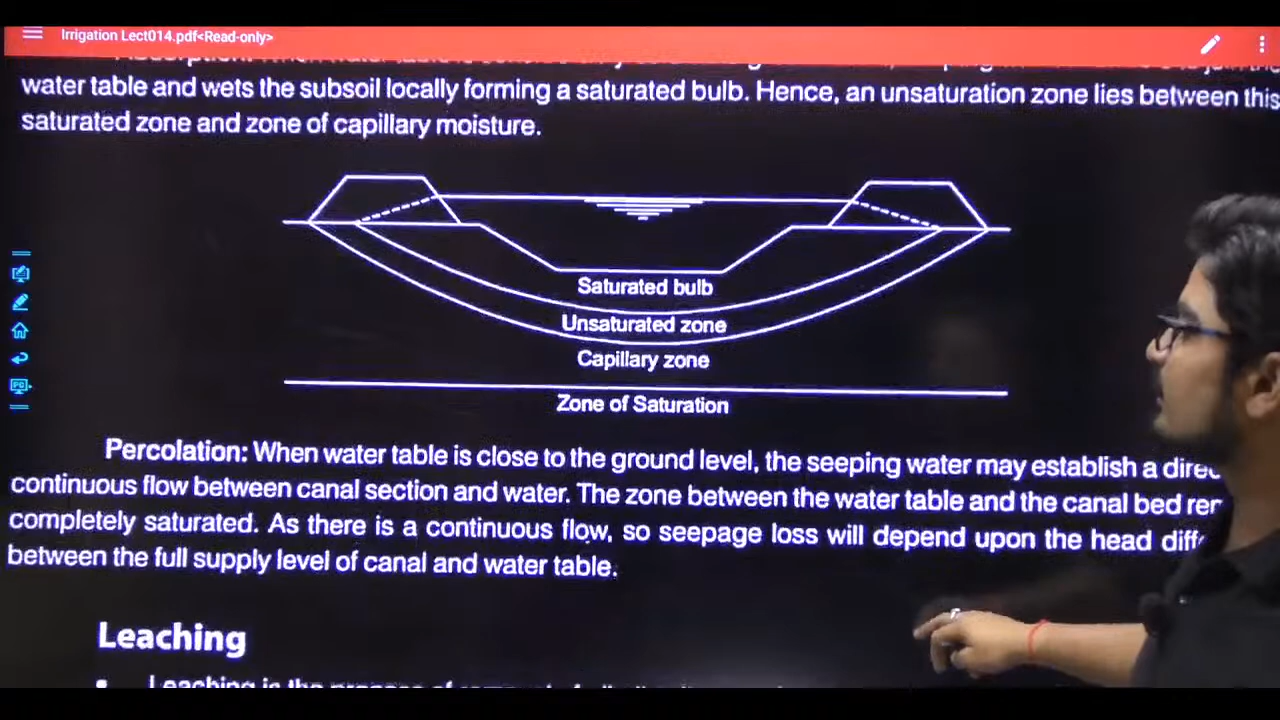 Irrigation Lect014.pdf<Read-only>
water table and wets the subsoil locally forming a saturated bulb. Hence, an unsaturation zone lies between this
saturated zone and zone of capillary moisture.
Saturated bulb
Unsaturated zone
Capillary zone
Zone of Saturation
Percolation: When water table is close to the ground level, the seeping water may establish a
continuous flow between canal section and water. The zone between the water table and the canal bed
completely saturated. As there is a continuous flow, so seepage loss will depend upon the head
between the full supply level of canal and water table.
Leaching
Leaching is the process of